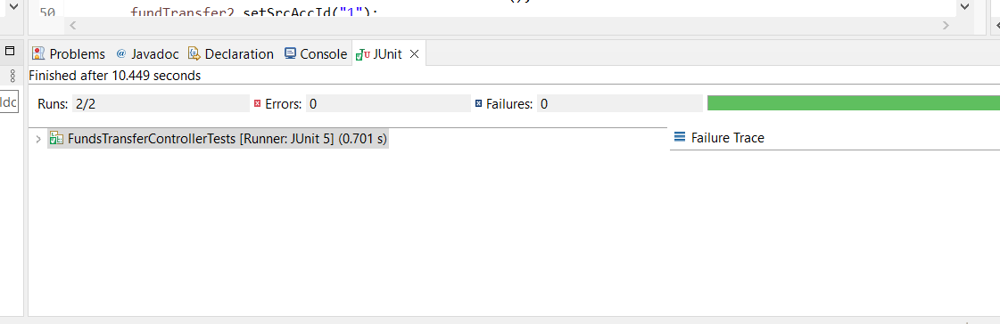 50 fundTransfer2.setSrcAccId("1");
Problems @ Javadoc Declaration Console JUnit
Finished after 10.449 seconds
ldc
Runs: 2/2 Errors: 0 Failures: 0
FundsTransferControllerTests [Runner: JUnit 5] (0.701 s)
Failure Trace